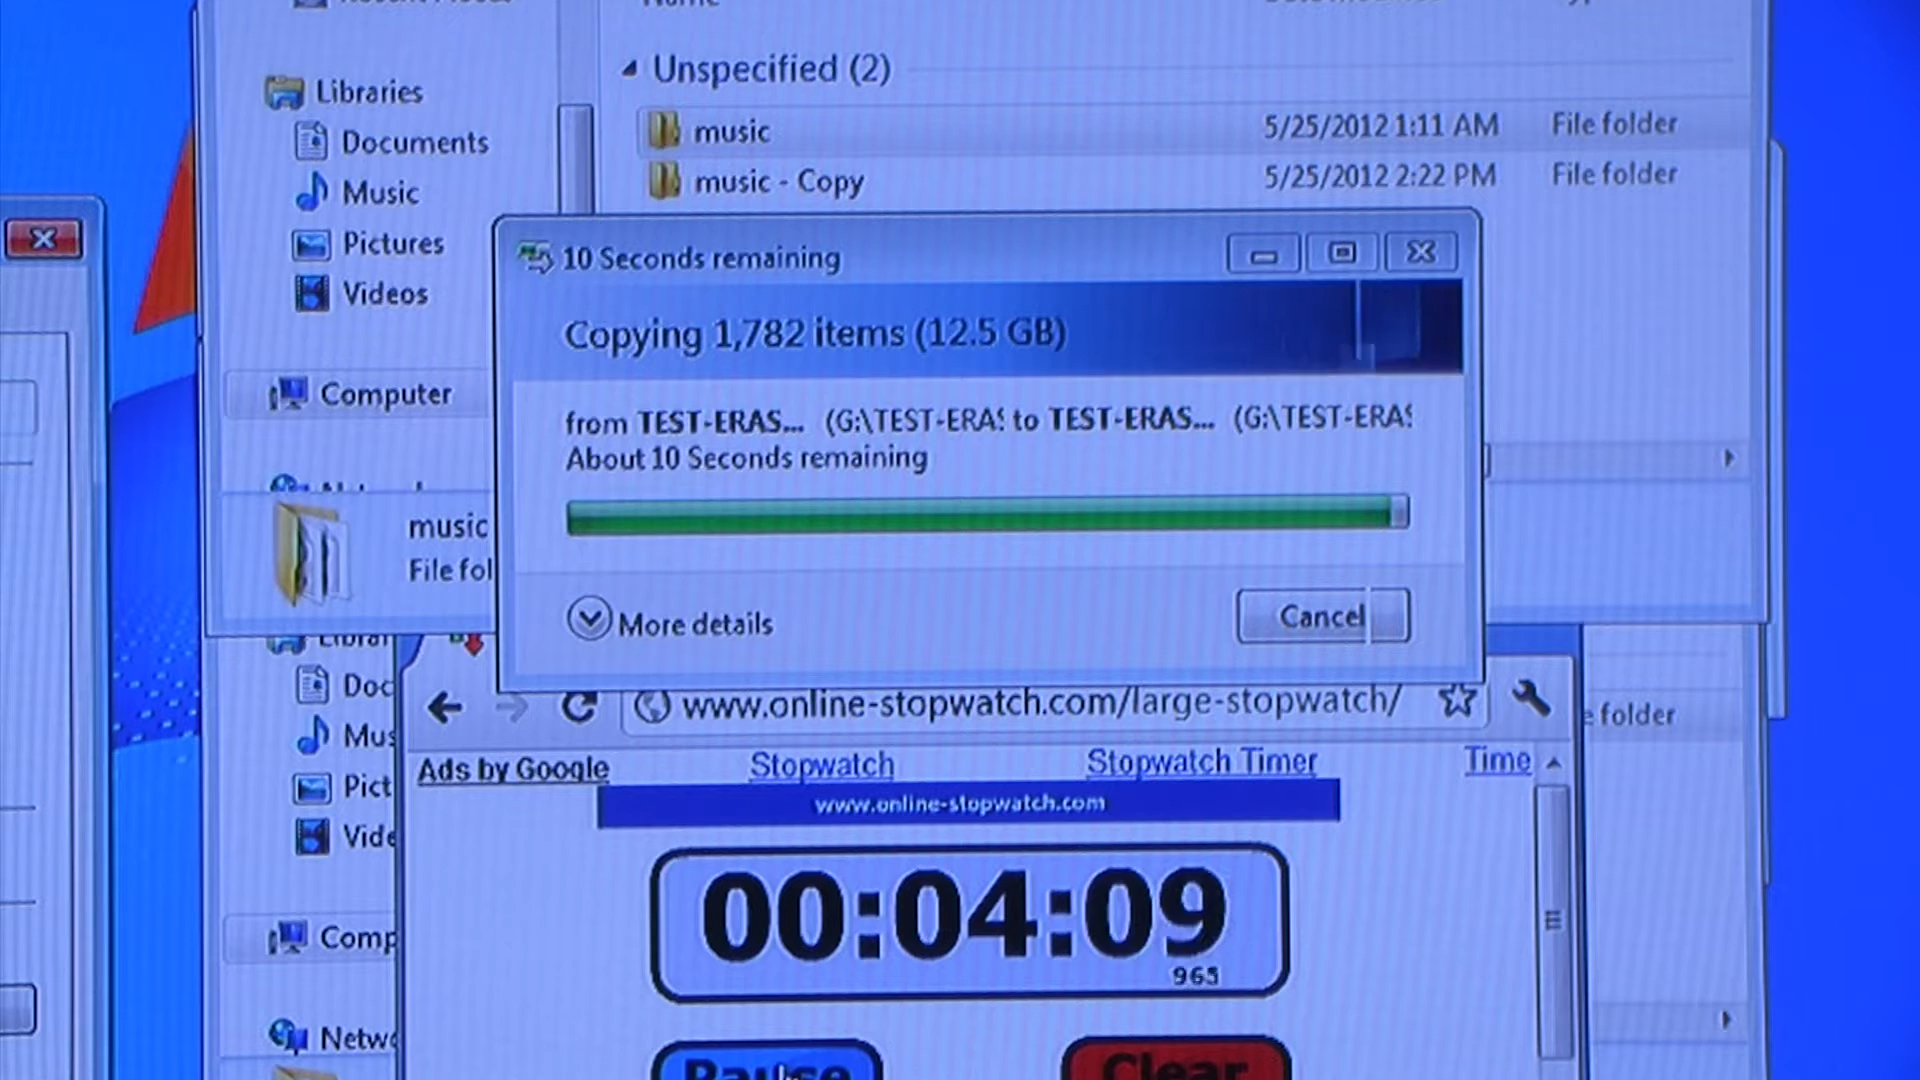 Libraries
Documents
Music
Pictures
Videos
Computer
Unspecified (2)
music 5/25/2012 1:11 AM File folder
music - Copy 5/25/2012 2:22 PM File folder
10 Seconds remaining
Copying 1,782 items (12.5 GB)
from TEST-ERAS... (G:\TEST-ERAS to TEST-ERAS... (G:\TEST-ERAS
About 10 Seconds remaining
More details
Cancel
music
File fol
Doc
Mus
Pict
Vide
Comp
Netwo
e folder
www.online-stopwatch.com/large-stopwatch/
Ads by Google Stopwatch Stopwatch Timer Time
www.online-stopwatch.com
00:04:09
965
Pause
Clear